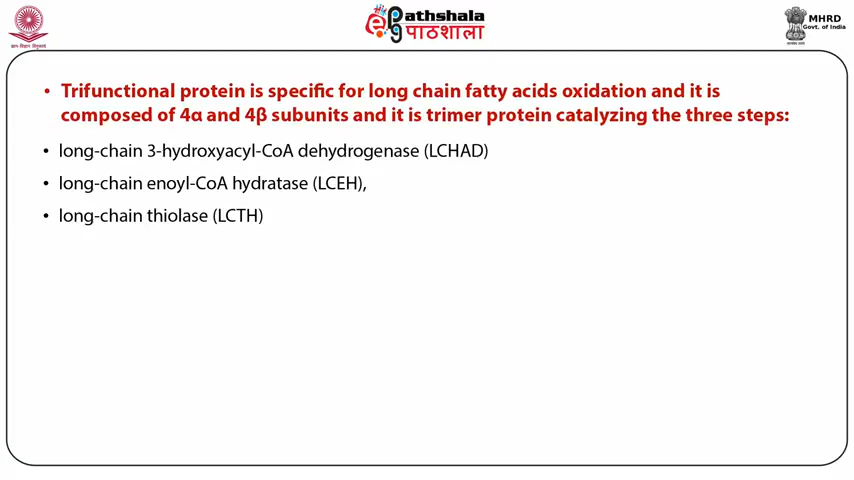 ePathshala
पाठशाला
MHRD
Govt. of India
• Trifunctional protein is specific for long chain fatty acids oxidation and it is
composed of 4α and 4β subunits and it is trimer protein catalyzing the three steps:
• long-chain 3-hydroxyacyl-CoA dehydrogenase (LCHAD)
• long-chain enoyl-CoA hydratase (LCEH),
• long-chain thiolase (LCTH)